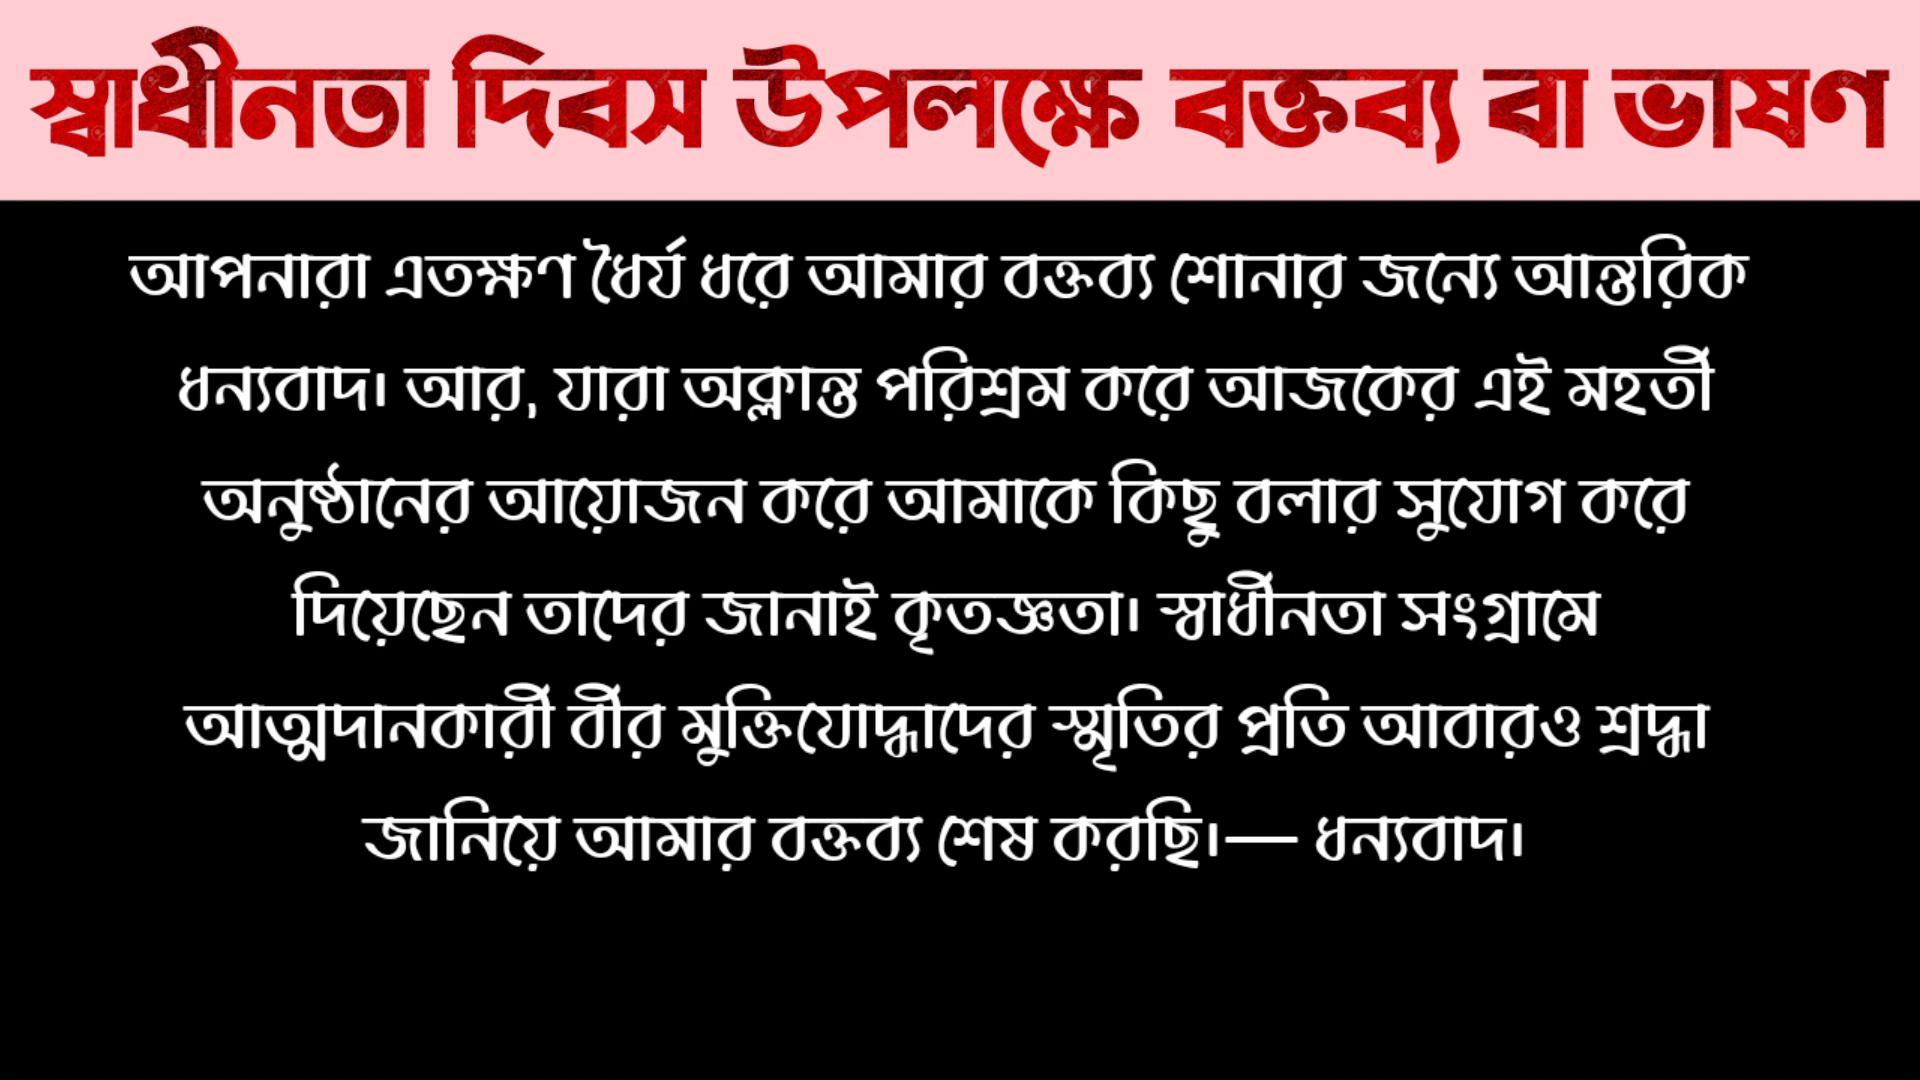 স্বাধীনতা দিবস উপলক্ষে বক্তব্য বা ভাষণ
আপনারা এতক্ষণ ধৈর্য ধরে আমার বক্তব্য শোনার জন্যে আন্তরিক
ধন্যবাদ। আর, যারা অক্লান্ত পরিশ্রম করে আজকের এই মহতী
অনুষ্ঠানের আয়োজন করে আমাকে কিছু বলার সুযোগ করে
দিয়েছেন তাদের জানাই কৃতজ্ঞতা। স্বাধীনতা সংগ্রামে
আত্মদানকারী বীর মুক্তিযোদ্ধাদের স্মৃতির প্রতি আবারও শ্রদ্ধা
জানিয়ে আমার বক্তব্য শেষ করছি।— ধন্যবাদ।